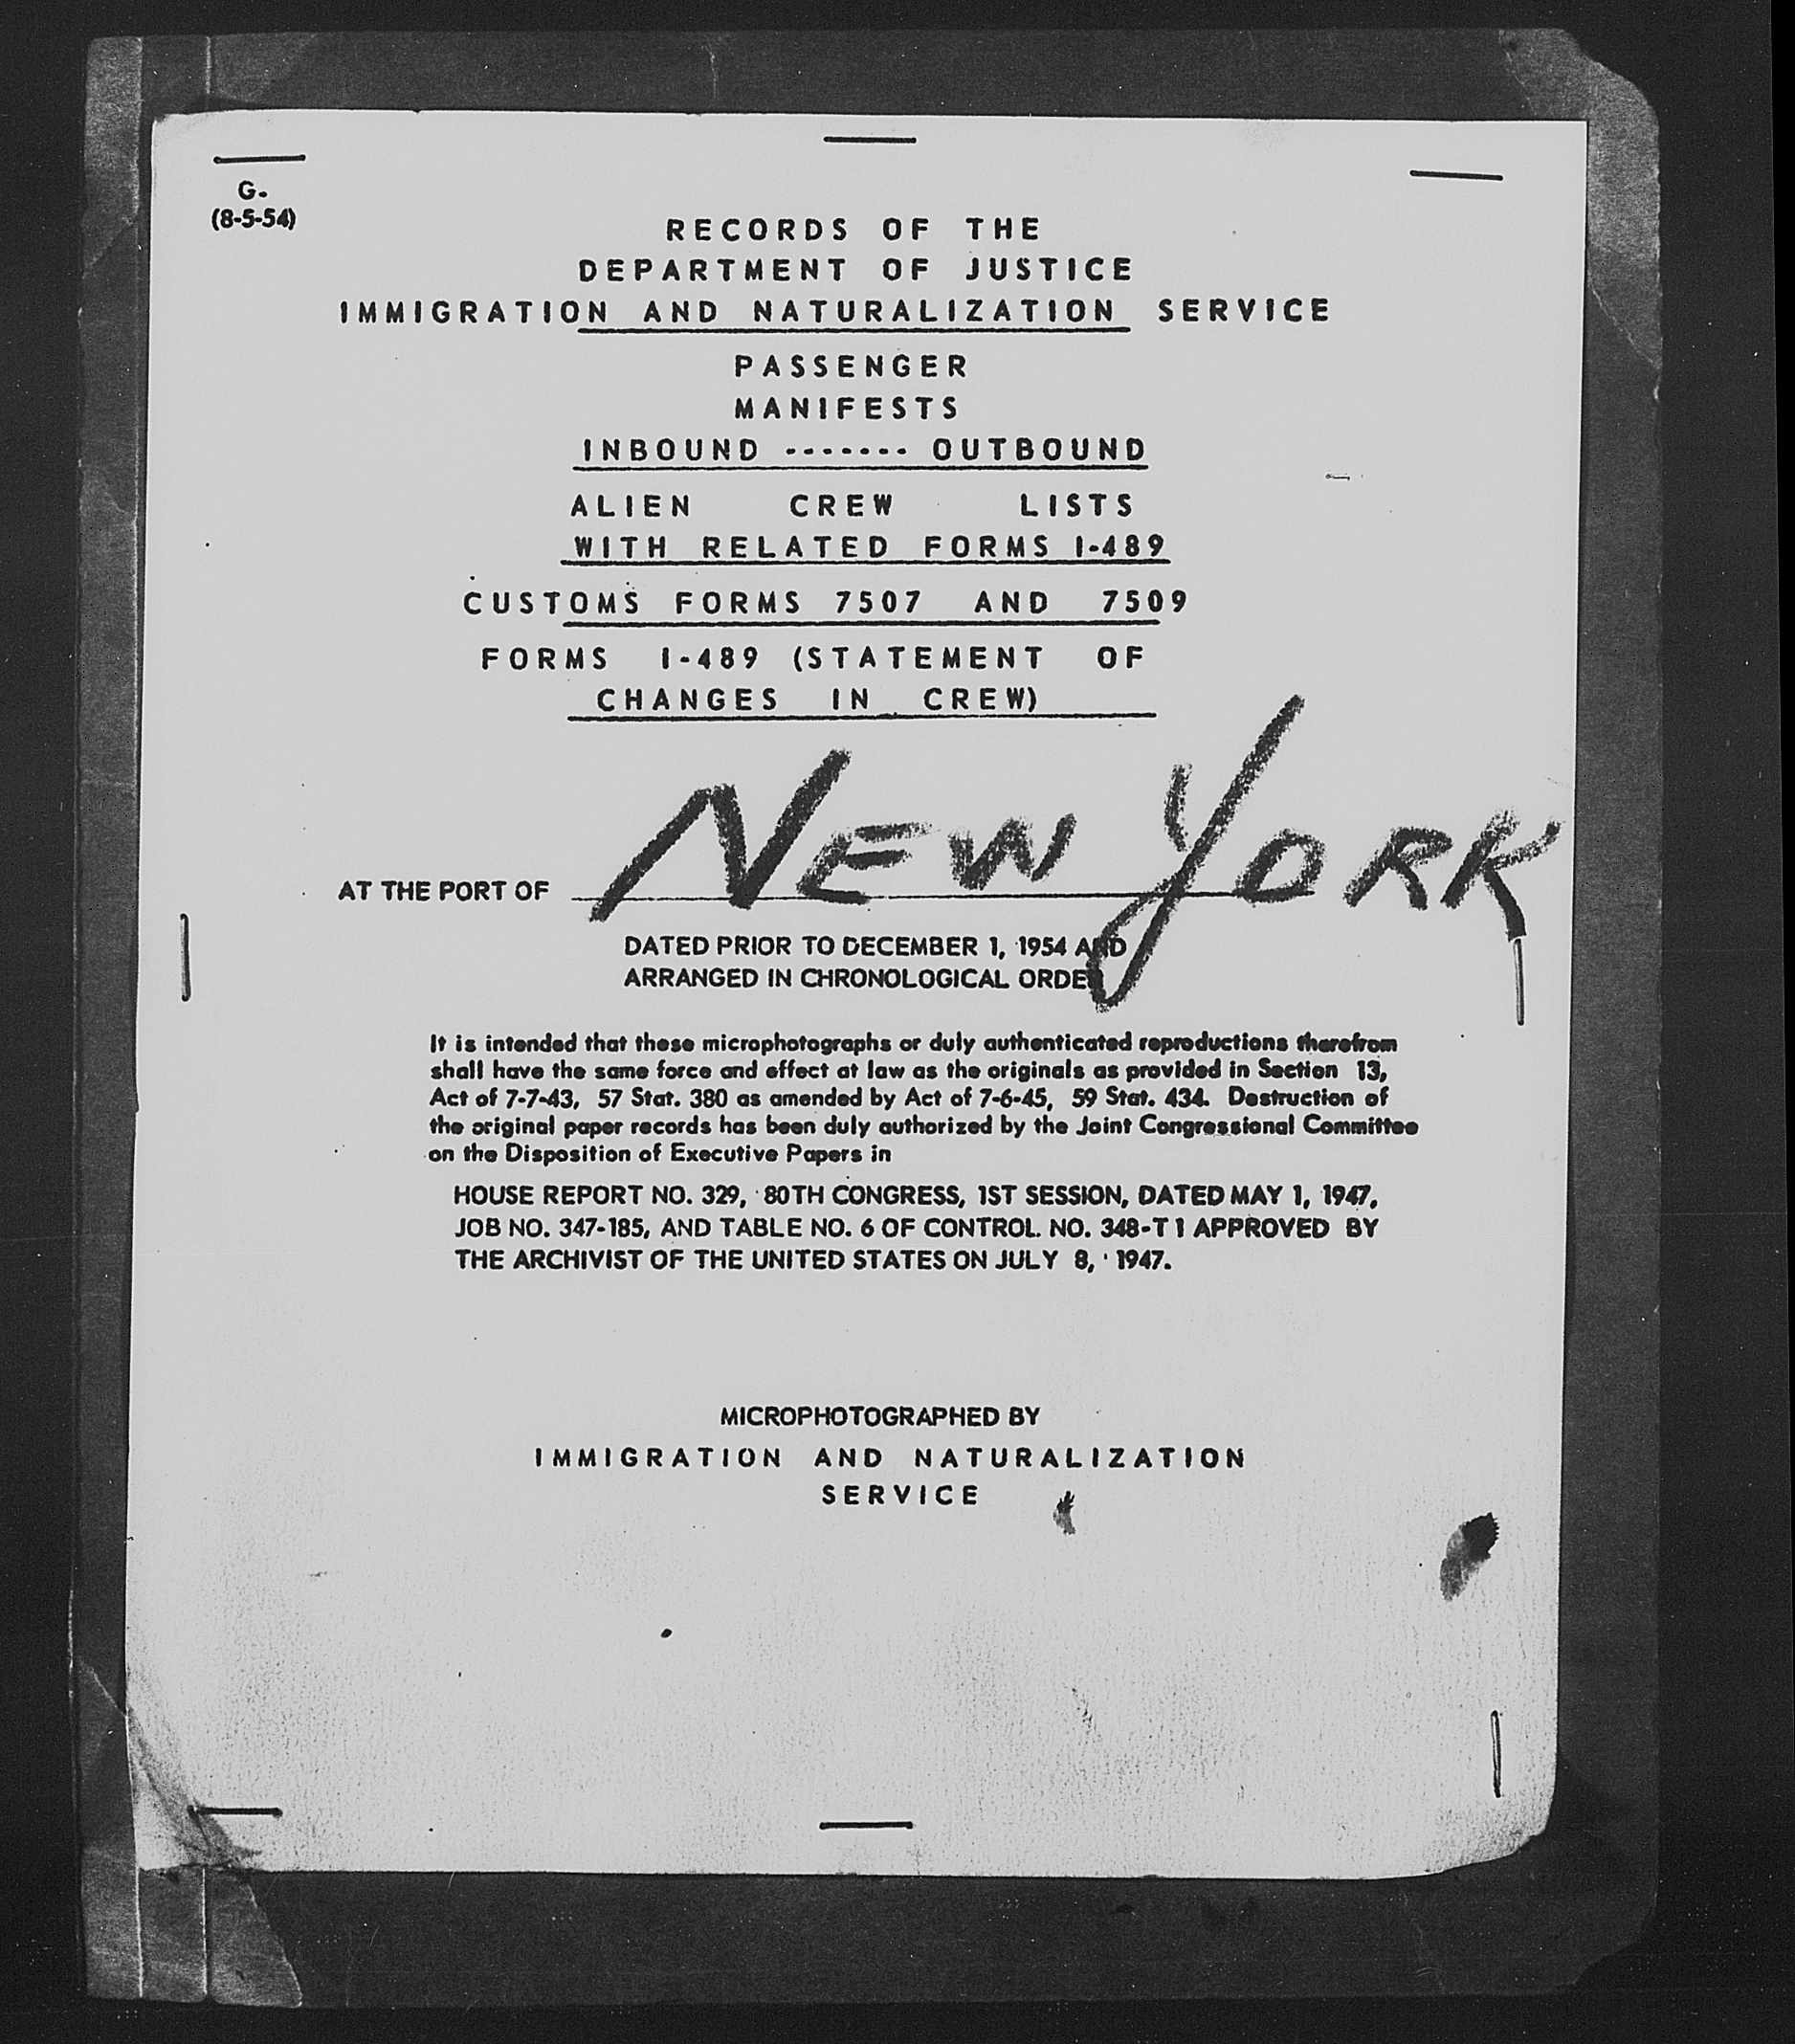 G.
(8-5-54)
RECORDS OF THE
DEPARTMENT OF JUSTICE
IMMIGRATION AND NATURALIZATION SERVICE
PASSENGER
MANIFESTS
INBOUND ------- OUTBOUND
ALIEN CREW LISTS
WITH RELATED FORMS I-489
CUSTOMS FORMS 7507 AND 7509
FORMS I-489 (STATEMENT OF
CHANGES IN CREW)
AT THE PORT OF NEW YORK
DATED PRIOR TO DECEMBER 1, 1954 AND
ARRANGED IN CHRONOLOGICAL ORDER
It is intended that these microphotographs or duly authenticated reproductions therefrom
shall have the same force and effect at law as the originals as provided in Section 13,
Act of 7-7-43, 57 Stat. 380 as amended by Act of 7-6-45, 59 Stat. 434. Destruction of
the original paper records has been duly authorized by the Joint Congressional Committee
on the Disposition of Executive Papers in
HOUSE REPORT NO. 329, 80TH CONGRESS, 1ST SESSION, DATED MAY 1, 1947,
JOB NO. 347-185, AND TABLE NO. 6 OF CONTROL NO. 348-T1 APPROVED BY
THE ARCHIVIST OF THE UNITED STATES ON JULY 8, 1947.
MICROPHOTOGRAPHED BY
IMMIGRATION AND NATURALIZATION
SERVICE